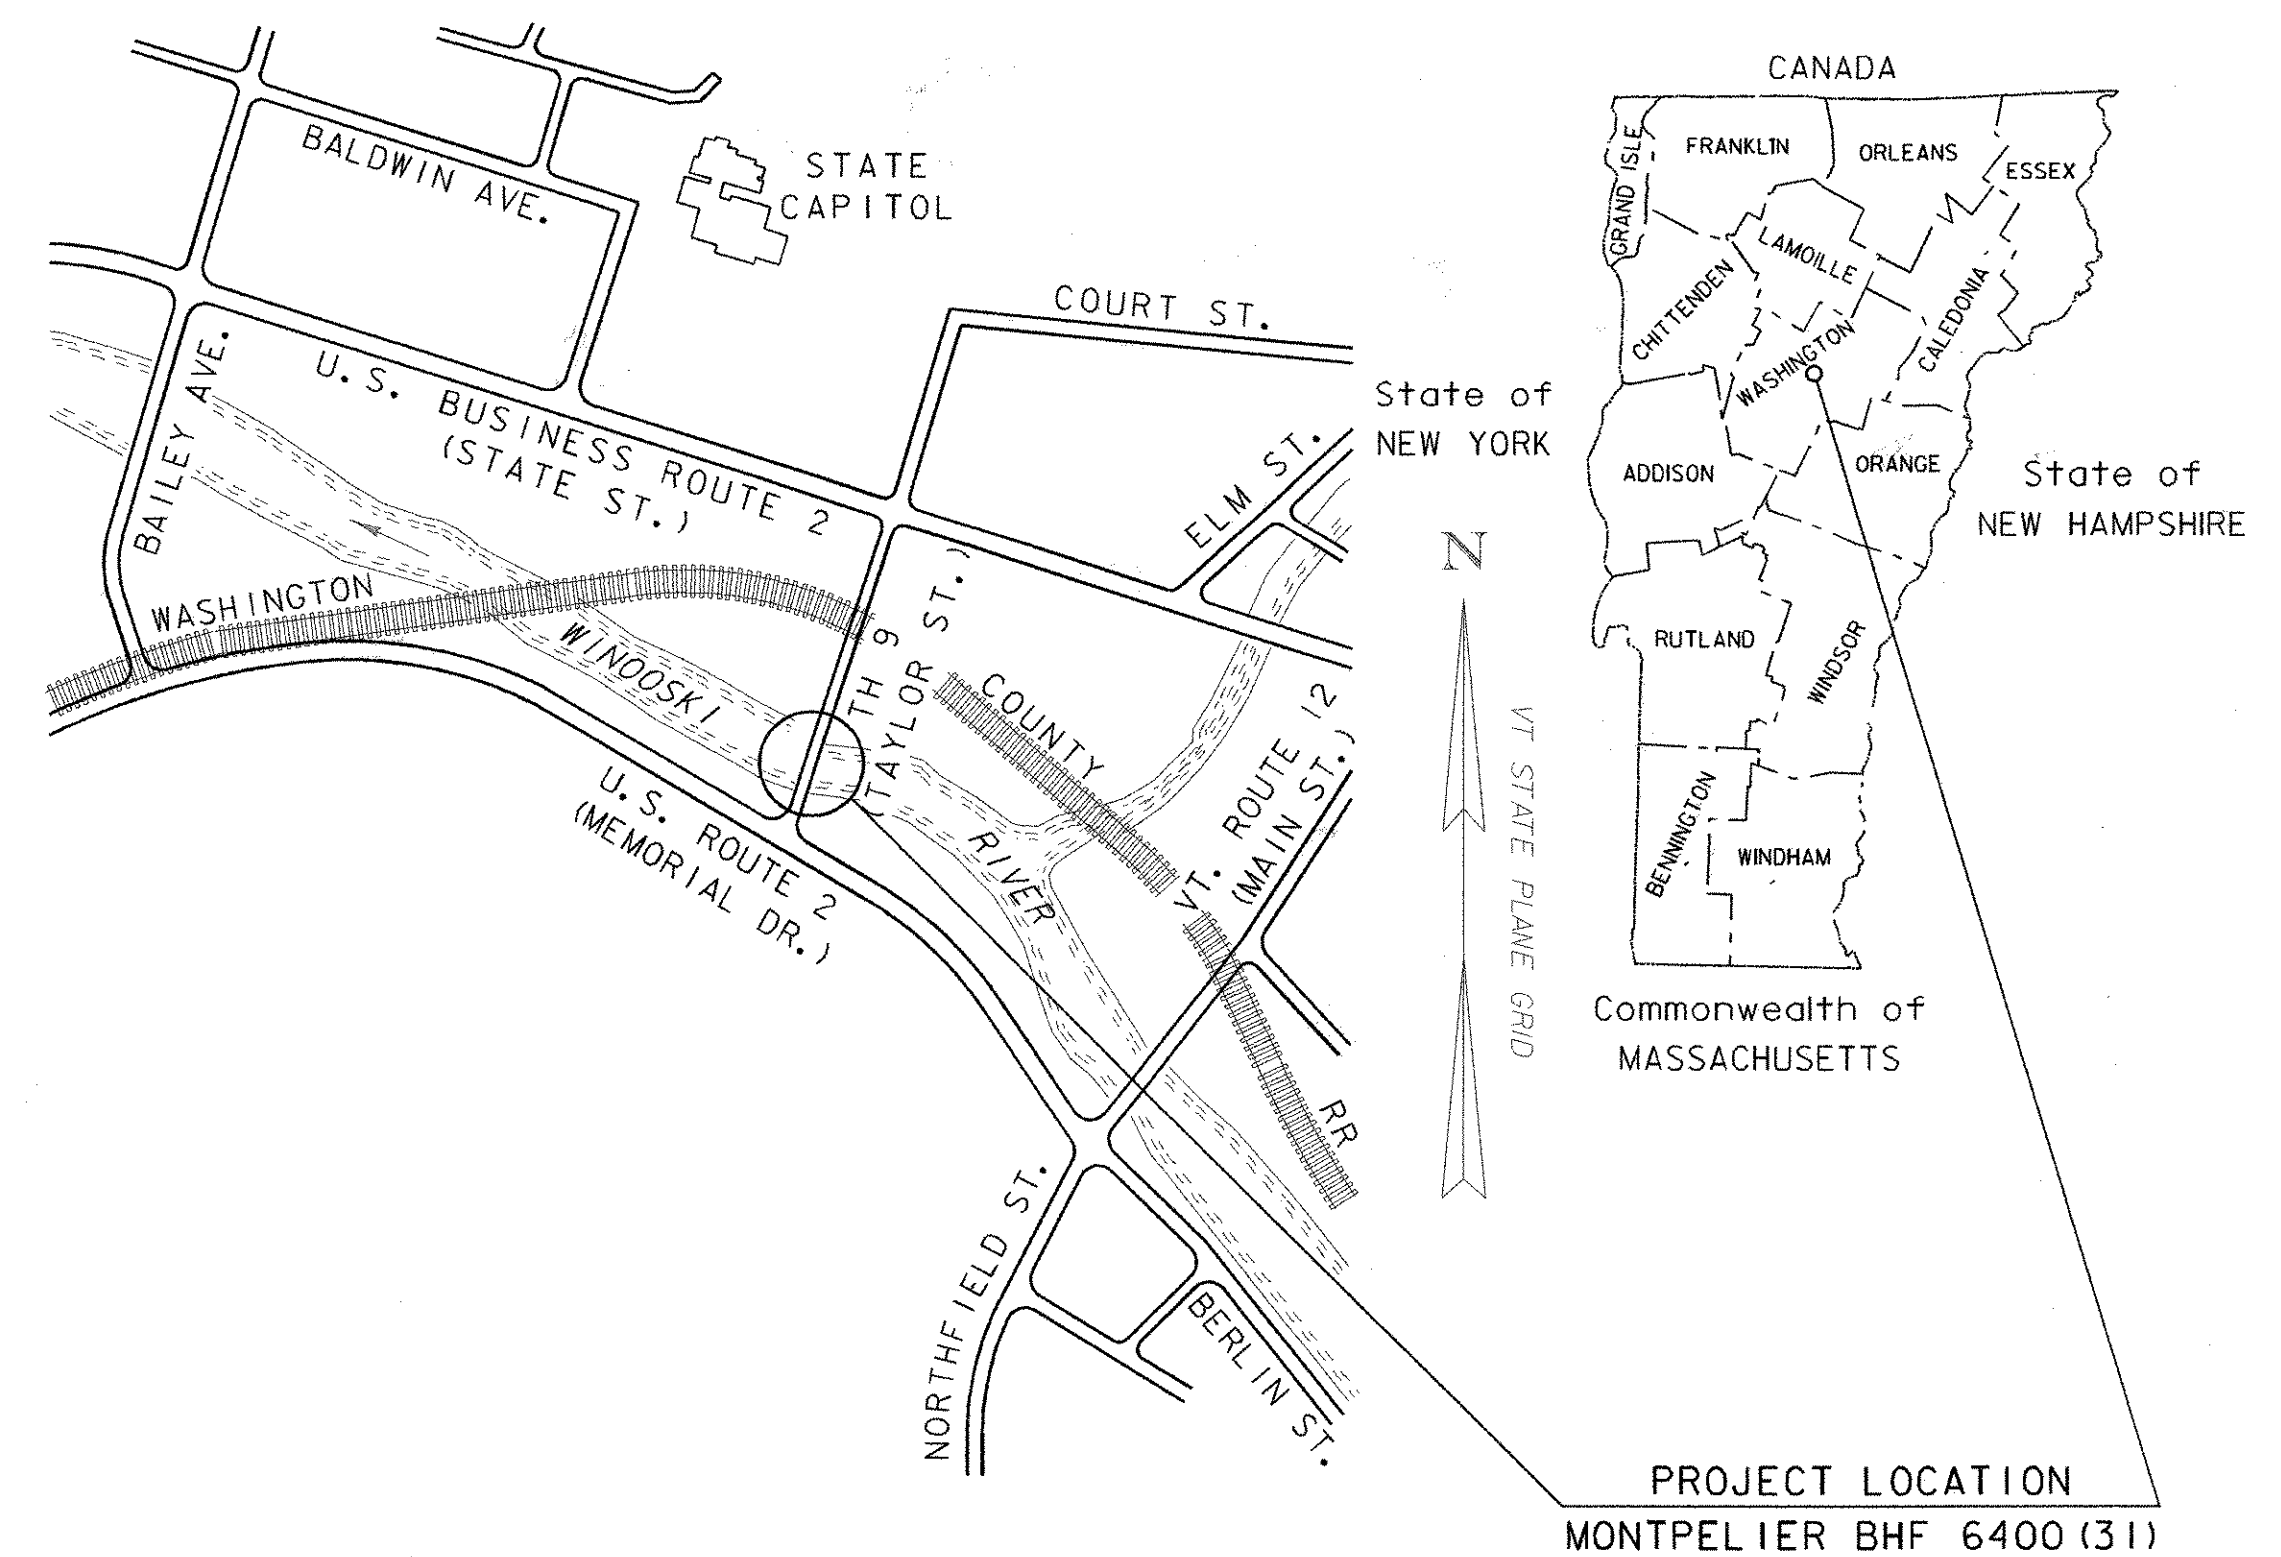 BALDWIN AVE.
STATE
CAPITOL
COURT ST.
BAILEY AVE.
U.S. BUSINESS ROUTE 2
(STATE ST.)
ELM ST.
WASHINGTON
WINOOSKI
TH 9
(TAYLOR ST.)
COUNTY
U.S. ROUTE 2
(MEMORIAL DR.)
RIVER
VT. ROUTE 12
(MAIN ST.)
RR
NORTHFIELD ST.
BERLIN ST.
N
VT STATE PLANE GRID
CANADA
GRAND ISLE
FRANKLIN
ORLEANS
ESSEX
LAMOILLE
CHITTENDEN
CALEDONIA
WASHINGTON
State of
NEW YORK
ADDISON
ORANGE
State of
NEW HAMPSHIRE
RUTLAND
WINDSOR
BENNINGTON
WINDHAM
Commonwealth of
MASSACHUSETTS
PROJECT LOCATION
MONTPELIER BHF 6400(31)